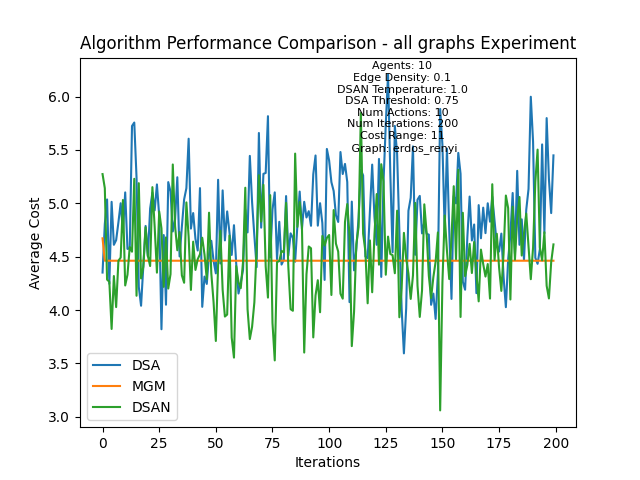 Algorithm Performance Comparison - all graphs Experiment
Agents: 10
Edge Density: 0.1
DSAN Temperature: 1.0
DSA Threshold: 0.75
Num Actions: 10
Num Iterations: 200
Cost Range: 11
Graph: erdos_renyi
Average Cost
6.0
5.5
5.0
4.5
4.0
3.5
3.0
DSA
MGM
DSAN
0 25 50 75 100 125 150 175 200
Iterations